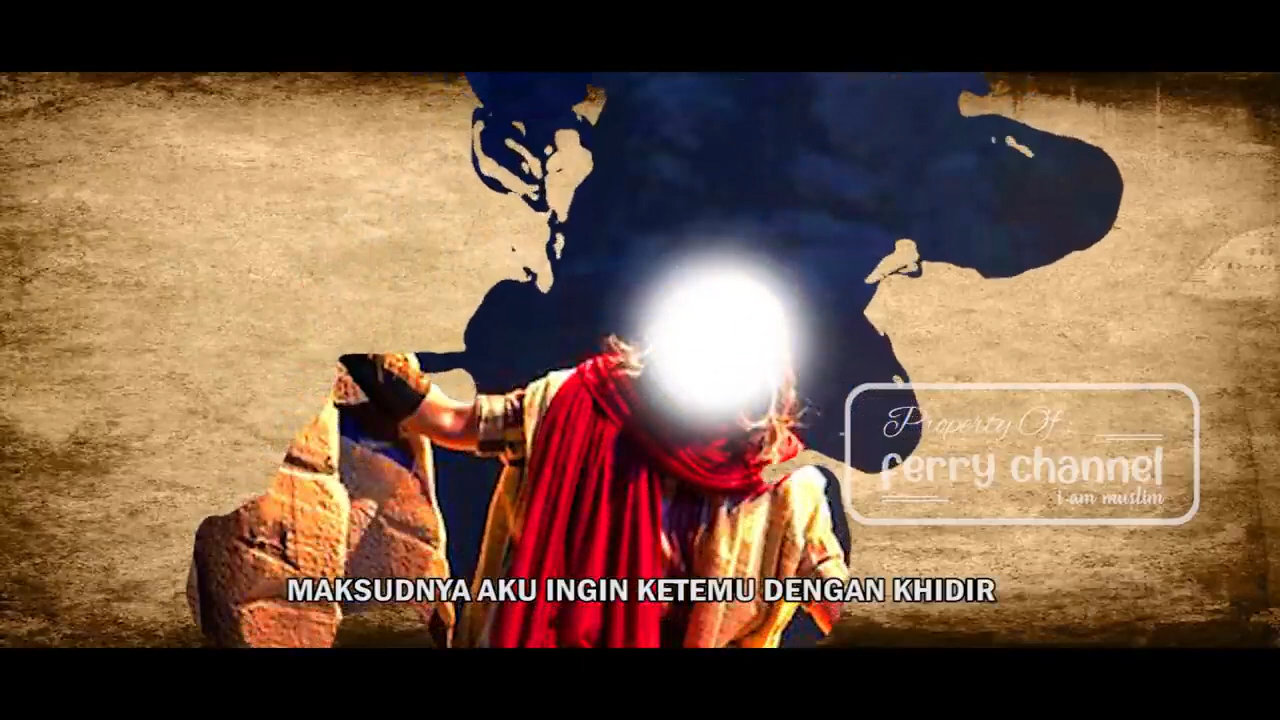 Property Of :
ferry channel
i am muslim
MAKSUDNYA AKU INGIN KETEMU DENGAN KHIDIR